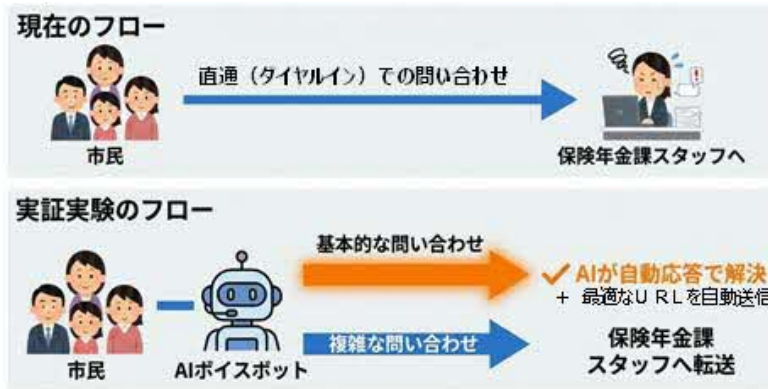 現在のフロー
直通（ダイヤルイン）での問い合わせ
市民
保険年金課スタッフへ
実証実験のフロー
基本的な問い合わせ
AIが自動応答で解決
+ 最適なＵＲＬを自動送信
複雑な問い合わせ
保険年金課
スタッフへ転送
市民
AIボイスボット